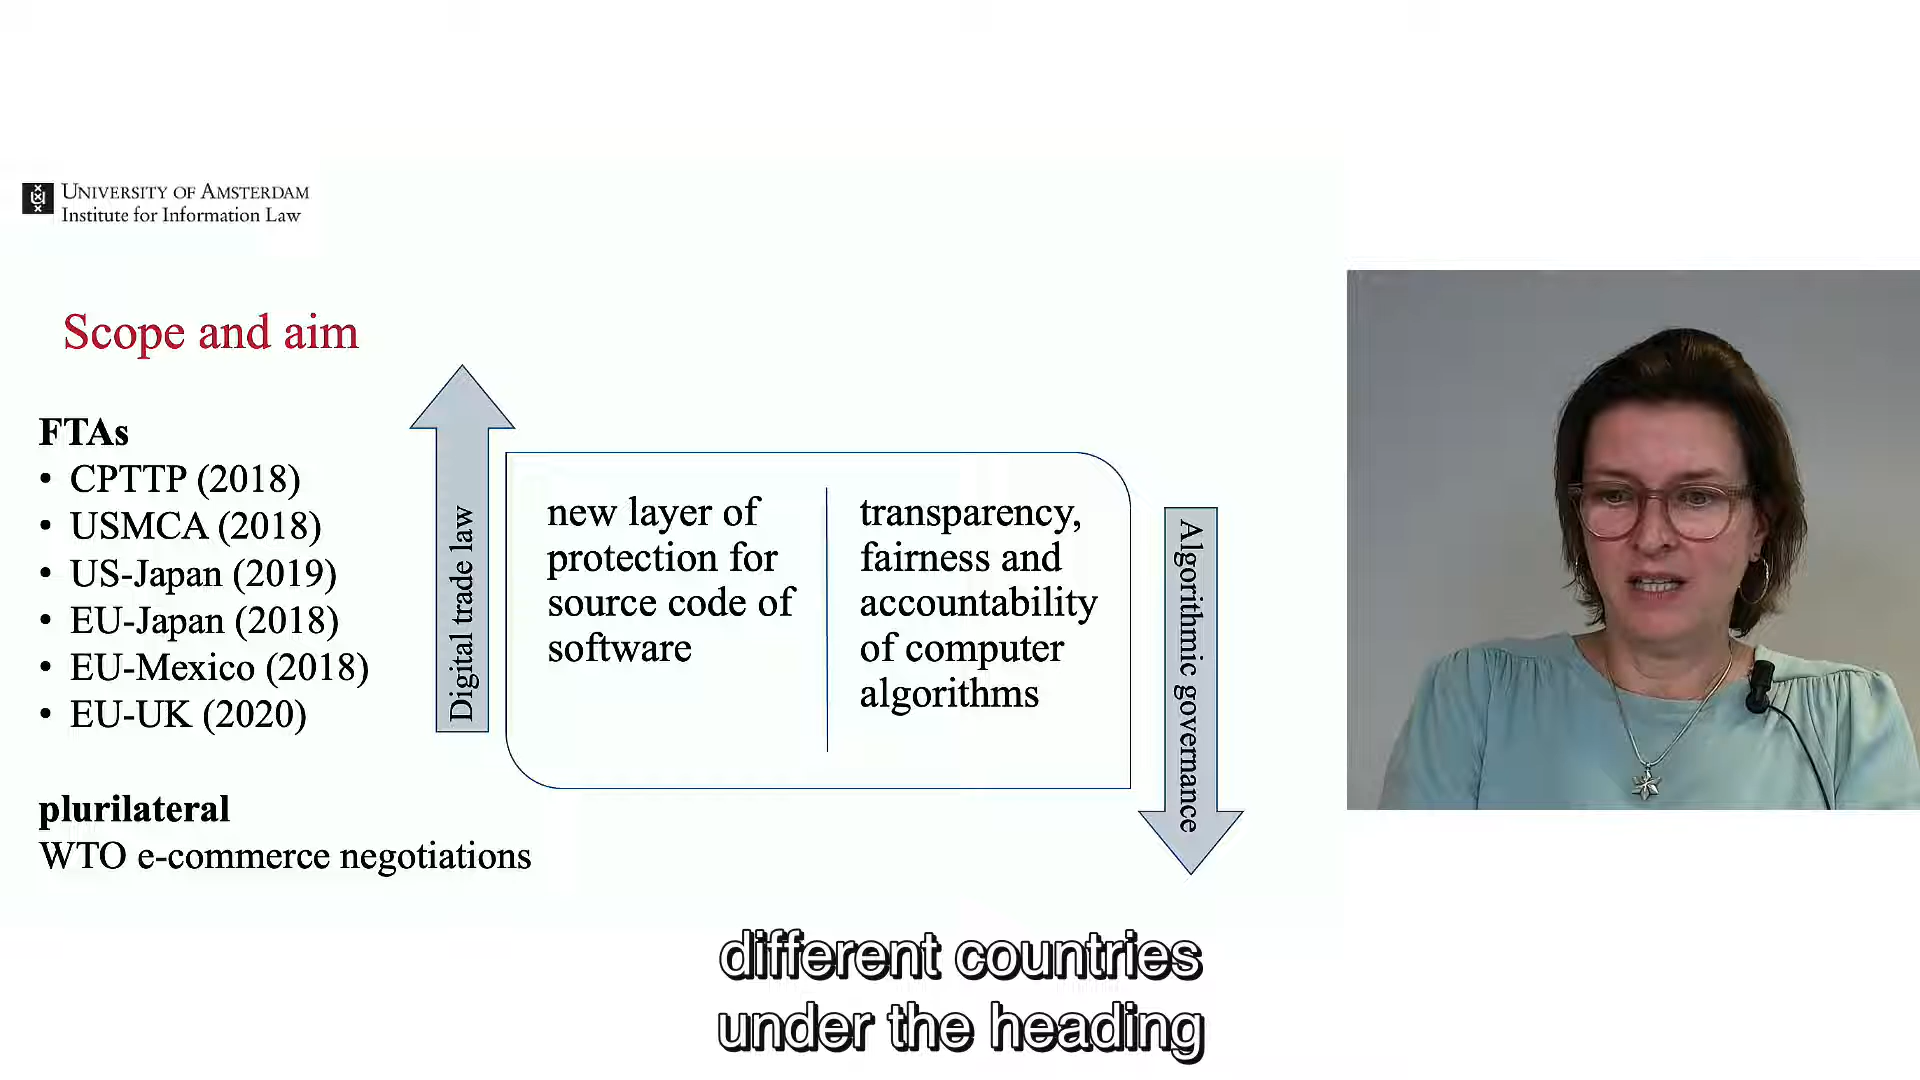 UNIVERSITY OF AMSTERDAM
Institute for Information Law
Scope and aim
FTAs
• CPTTP (2018)
• USMCA (2018)
• US-Japan (2019)
• EU-Japan (2018)
• EU-Mexico (2018)
• EU-UK (2020)
plurilateral
WTO e-commerce negotiations
Digital trade law
new layer of
protection for
source code of
software
transparency,
fairness and
accountability
of computer
algorithms
Algorithmic governance
different countries
under the heading